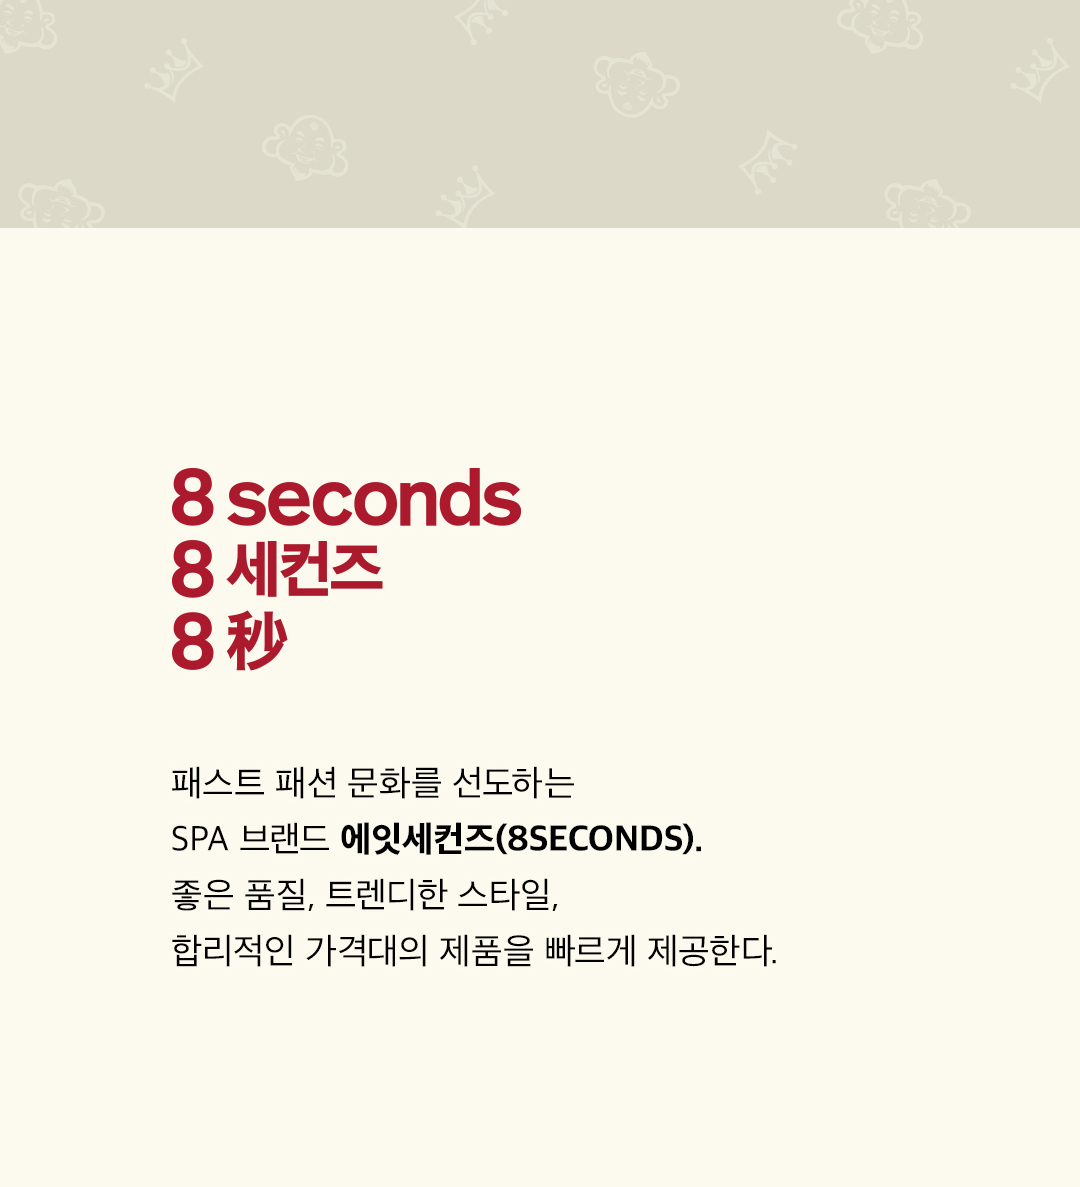 8 seconds
8 세컨즈
8 秒
패스트 패션 문화를 선도하는
SPA 브랜드 에잇세컨즈(8SECONDS).
좋은 품질, 트렌디한 스타일,
합리적인 가격대의 제품을 빠르게 제공한다.